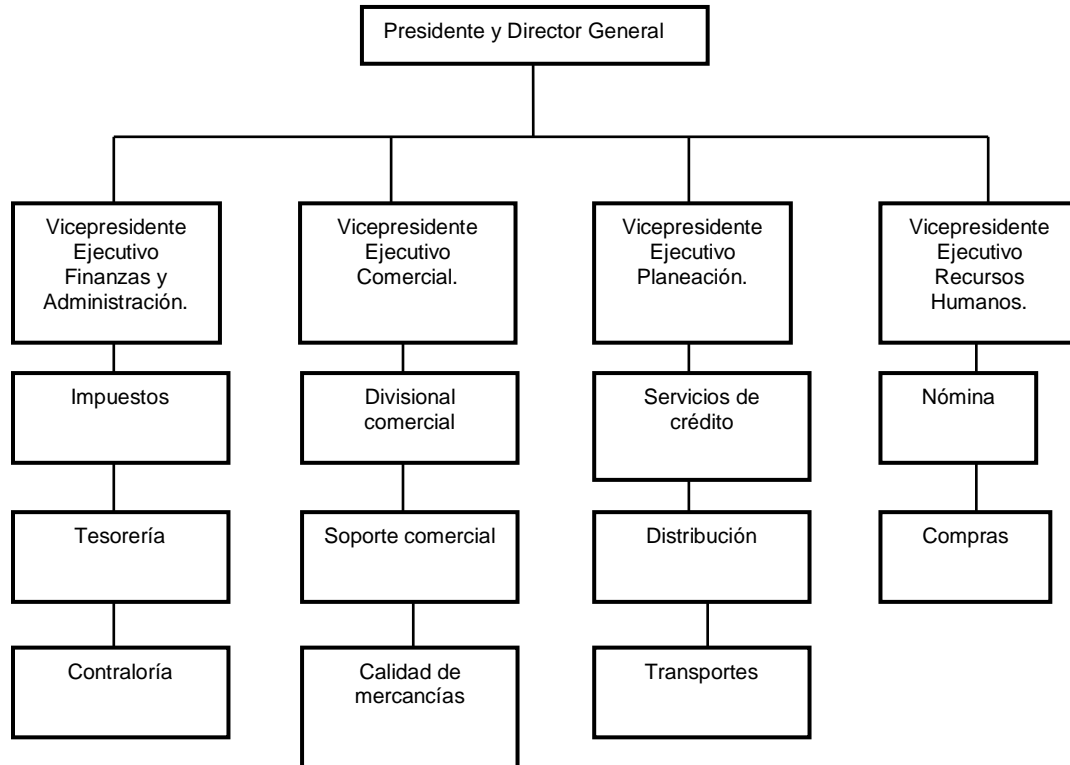 Presidente y Director General
Vicepresidente
Ejecutivo
Finanzas y
Administración.
Vicepresidente
Ejecutivo
Comercial.
Vicepresidente
Ejecutivo
Planeación.
Vicepresidente
Ejecutivo
Recursos
Humanos.
Impuestos
Divisional
comercial
Servicios de
crédito
Nómina
Tesorería
Soporte comercial
Distribución
Compras
Contraloría
Calidad de
mercancías
Transportes